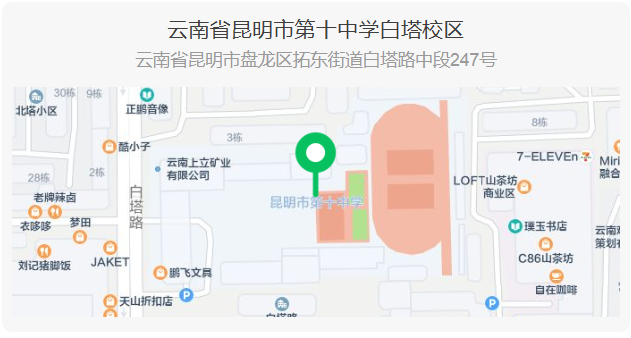 云南省昆明市第十中学白塔校区
云南省昆明市盘龙区拓东街道白塔路中段247号
30栋
9栋
正鹏音像
北塔小区
酷小子
3栋
8栋
云南上立矿业
有限公司
7-ELEVEn
Miri
融合
28栋
2栋
LOFT山茶坊
商业区
老牌辣卤
白塔路
昆明市第十中学
衣哆哆
梦田
璞玉书店
云南观
策划有
刘记猪脚饭
JAKET
C86山茶坊
鹏飞文具
P
自在咖啡
天山折扣店
白塔路
P